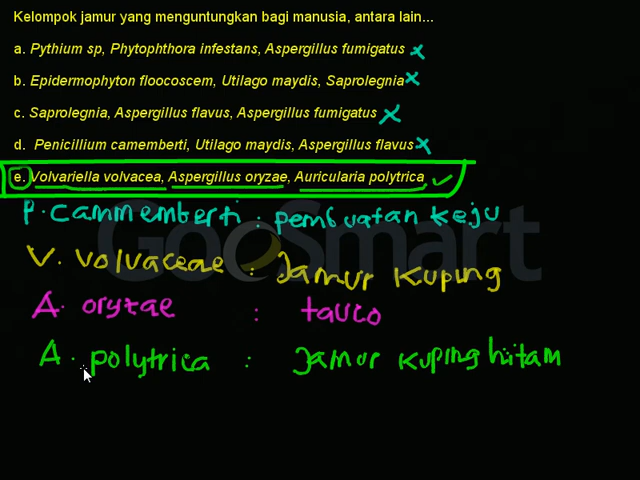 Kelompok jamur yang menguntungkan bagi manusia, antara lain...
a. Pythium sp, Phytophthora infestans, Aspergillus fumigatus x
b. Epidermophyton floocoscem, Utilago maydis, Saprolegnia x
c. Saprolegnia, Aspergillus flavus, Aspergillus fumigatus x
d. Penicillium camemberti, Utilago maydis, Aspergillus flavus x
e. Volvariella volvacea, Aspergillus oryzae, Auricularia polytrica ✓
P. cammemberti : pembuatan keju
GooSmart
V. volvaceae : Jamur Kuping
A. orytae : tauco
A. polytrica : Jamur Kuping hitam